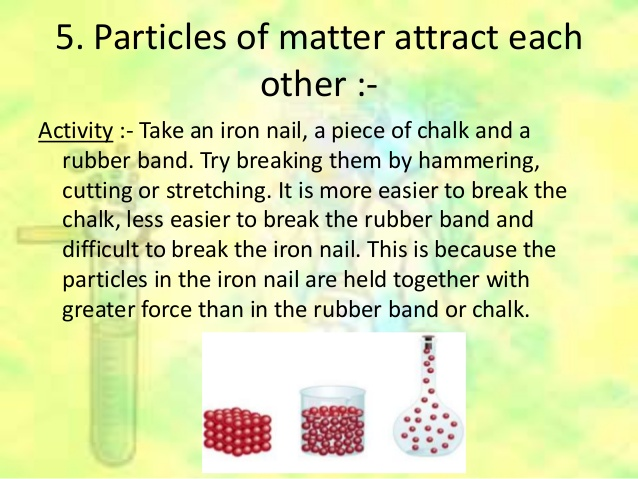 5. Particles of matter attract each
other :-
Activity :- Take an iron nail, a piece of chalk and a
rubber band. Try breaking them by hammering,
cutting or stretching. It is more easier to break the
chalk, less easier to break the rubber band and
difficult to break the iron nail. This is because the
particles in the iron nail are held together with
greater force than in the rubber band or chalk.